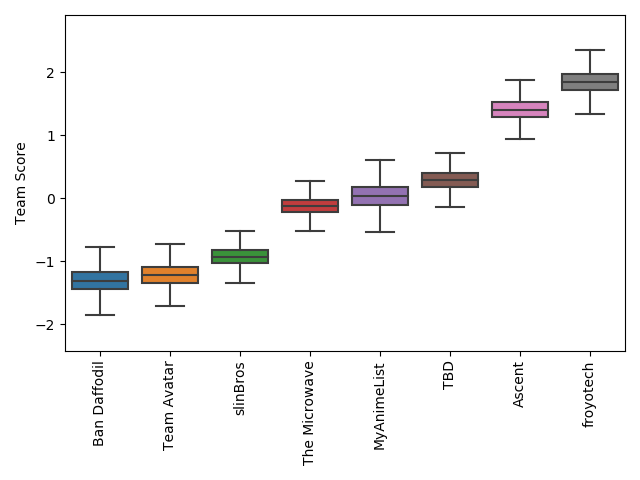 Team Score
2
1
0
−1
−2
Ban Daffodil
Team Avatar
slinBros
The Microwave
MyAnimeList
TBD
Ascent
froyotech